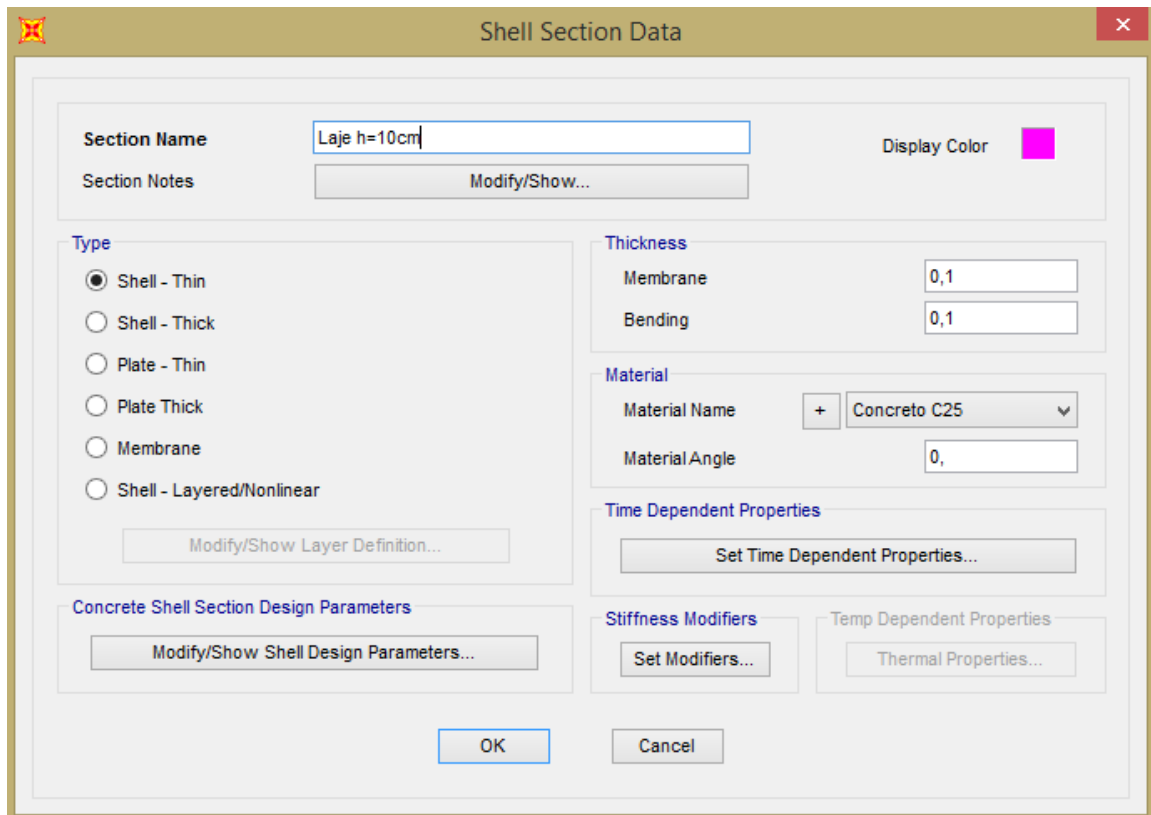 Shell Section Data
Section Name
Laje h=10cm
Display Color
Section Notes
Modify/Show...
Type
Shell - Thin
Shell - Thick
Plate - Thin
Plate Thick
Membrane
Shell - Layered/Nonlinear
Modify/Show Layer Definition...
Concrete Shell Section Design Parameters
Modify/Show Shell Design Parameters...
Thickness
Membrane 0,1
Bending 0,1
Material
Material Name + Concreto C25
Material Angle 0,
Time Dependent Properties
Set Time Dependent Properties...
Stiffness Modifiers
Set Modifiers...
Temp Dependent Properties
Thermal Properties...
OK
Cancel